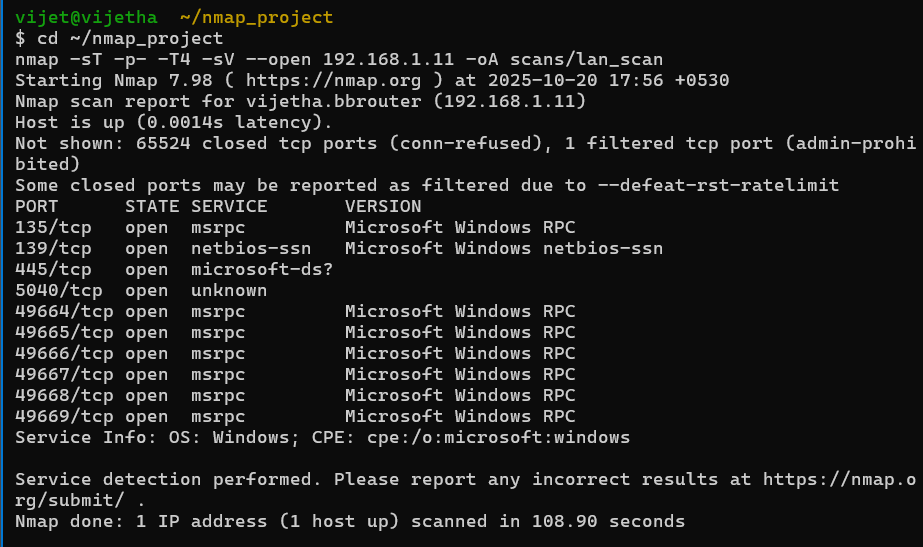 vijet@vijetha  ~/nmap_project
$ cd ~/nmap_project
nmap -sT -p- -T4 -sV --open 192.168.1.11 -oA scans/lan_scan
Starting Nmap 7.98 ( https://nmap.org ) at 2025-10-20 17:56 +0530
Nmap scan report for vijetha.bbrouter (192.168.1.11)
Host is up (0.0014s latency).
Not shown: 65524 closed tcp ports (conn-refused), 1 filtered tcp port (admin-prohi
bited)
Some closed ports may be reported as filtered due to --defeat-rst-ratelimit
PORT      STATE SERVICE       VERSION
135/tcp   open  msrpc         Microsoft Windows RPC
139/tcp   open  netbios-ssn   Microsoft Windows netbios-ssn
445/tcp   open  microsoft-ds?
5040/tcp  open  unknown
49664/tcp open  msrpc         Microsoft Windows RPC
49665/tcp open  msrpc         Microsoft Windows RPC
49666/tcp open  msrpc         Microsoft Windows RPC
49667/tcp open  msrpc         Microsoft Windows RPC
49668/tcp open  msrpc         Microsoft Windows RPC
49669/tcp open  msrpc         Microsoft Windows RPC
Service Info: OS: Windows; CPE: cpe:/o:microsoft:windows

Service detection performed. Please report any incorrect results at https://nmap.o
rg/submit/ .
Nmap done: 1 IP address (1 host up) scanned in 108.90 seconds